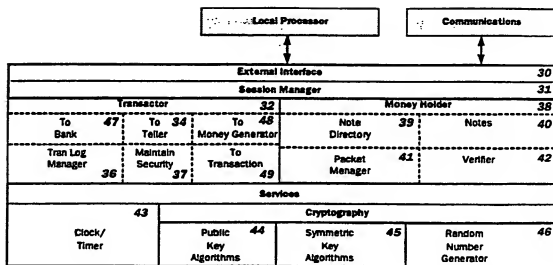 Local Processor
Communications
External Interface 30
Session Manager 31
Transactor 32
Money Holder 38
To Bank 47
To Teller 34
To Money Generator 48
Note Directory 39
Notes 40
Tran Log Manager 36
Maintain Security 37
To Transaction 49
Packet Manager 41
Verifier 42
Services
Clock/ Timer 43
Cryptography
Public Key Algorithms 44
Symmetric Key Algorithms 45
Random Number Generator 46